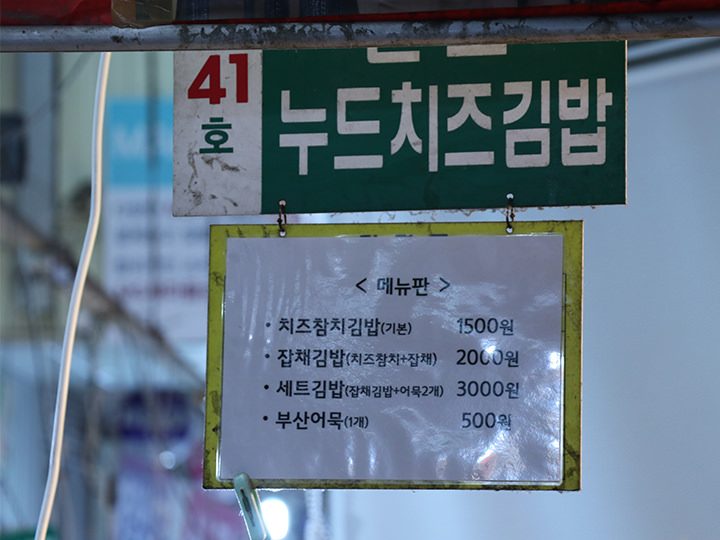 41
호
누드치즈김밥
< 메뉴판 >
• 치즈참치김밥(기본) 1500원
• 잡채김밥(치즈참치+잡채) 2000원
• 세트김밥(잡채김밥+어묵2개) 3000원
• 부산어묵(1개) 500원